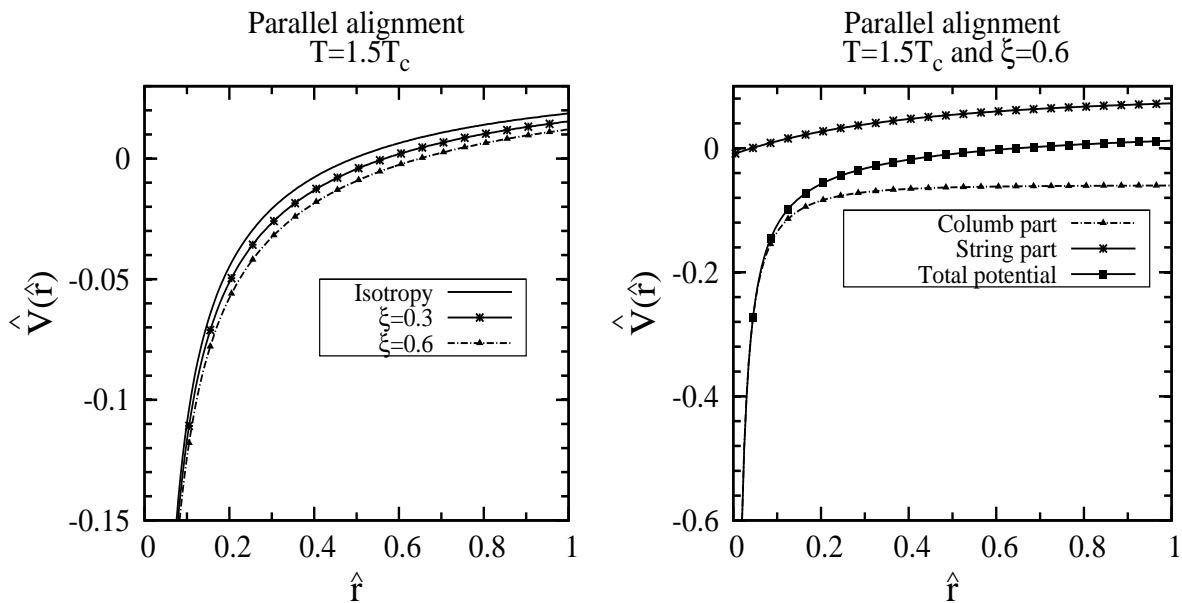 Parallel alignment
T=1.5T_c
0
-0.05
-0.1
-0.15
V̂(r̂)
Isotropy
ξ=0.3
ξ=0.6
0 0.2 0.4 0.6 0.8 1
r̂
Parallel alignment
T=1.5T_c and ξ=0.6
0
-0.2
-0.4
-0.6
V̂(r̂)
Columb part
String part
Total potential
0 0.2 0.4 0.6 0.8 1
r̂